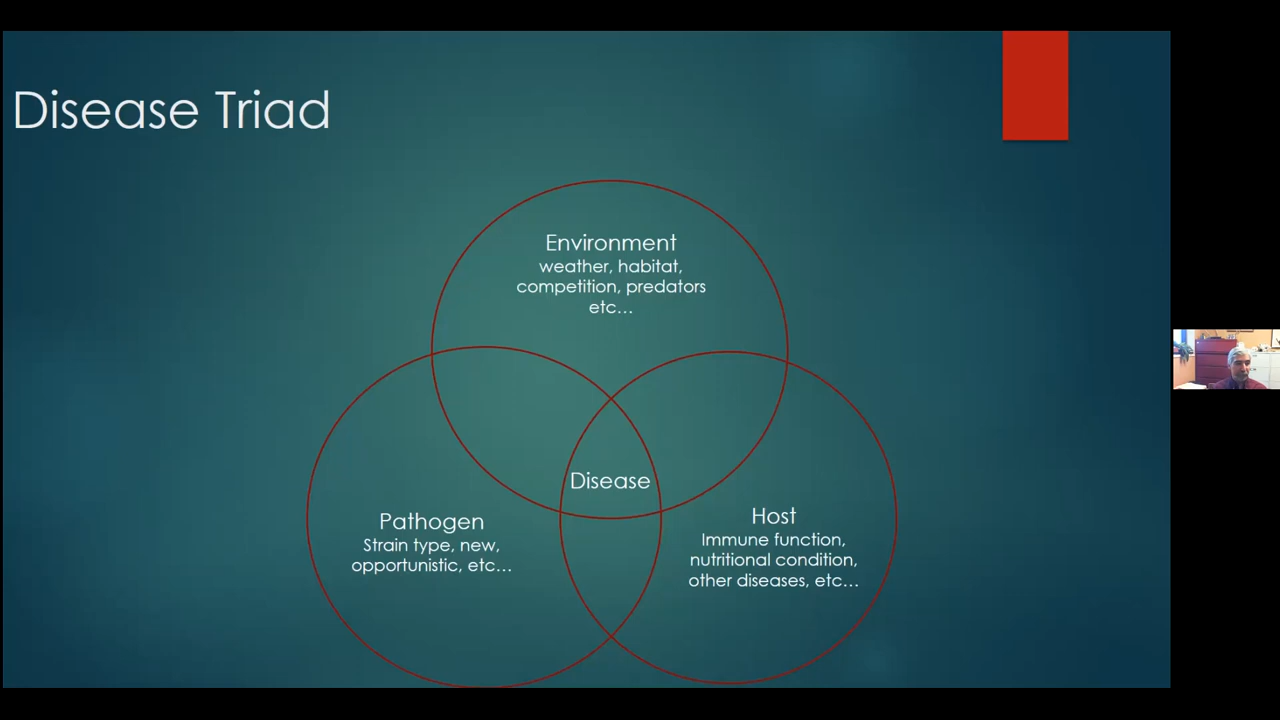 Disease Triad
Environment
weather, habitat,
competition, predators
etc...
Disease
Pathogen
Strain type, new,
opportunistic, etc...
Host
Immune function,
nutritional condition,
other diseases, etc...